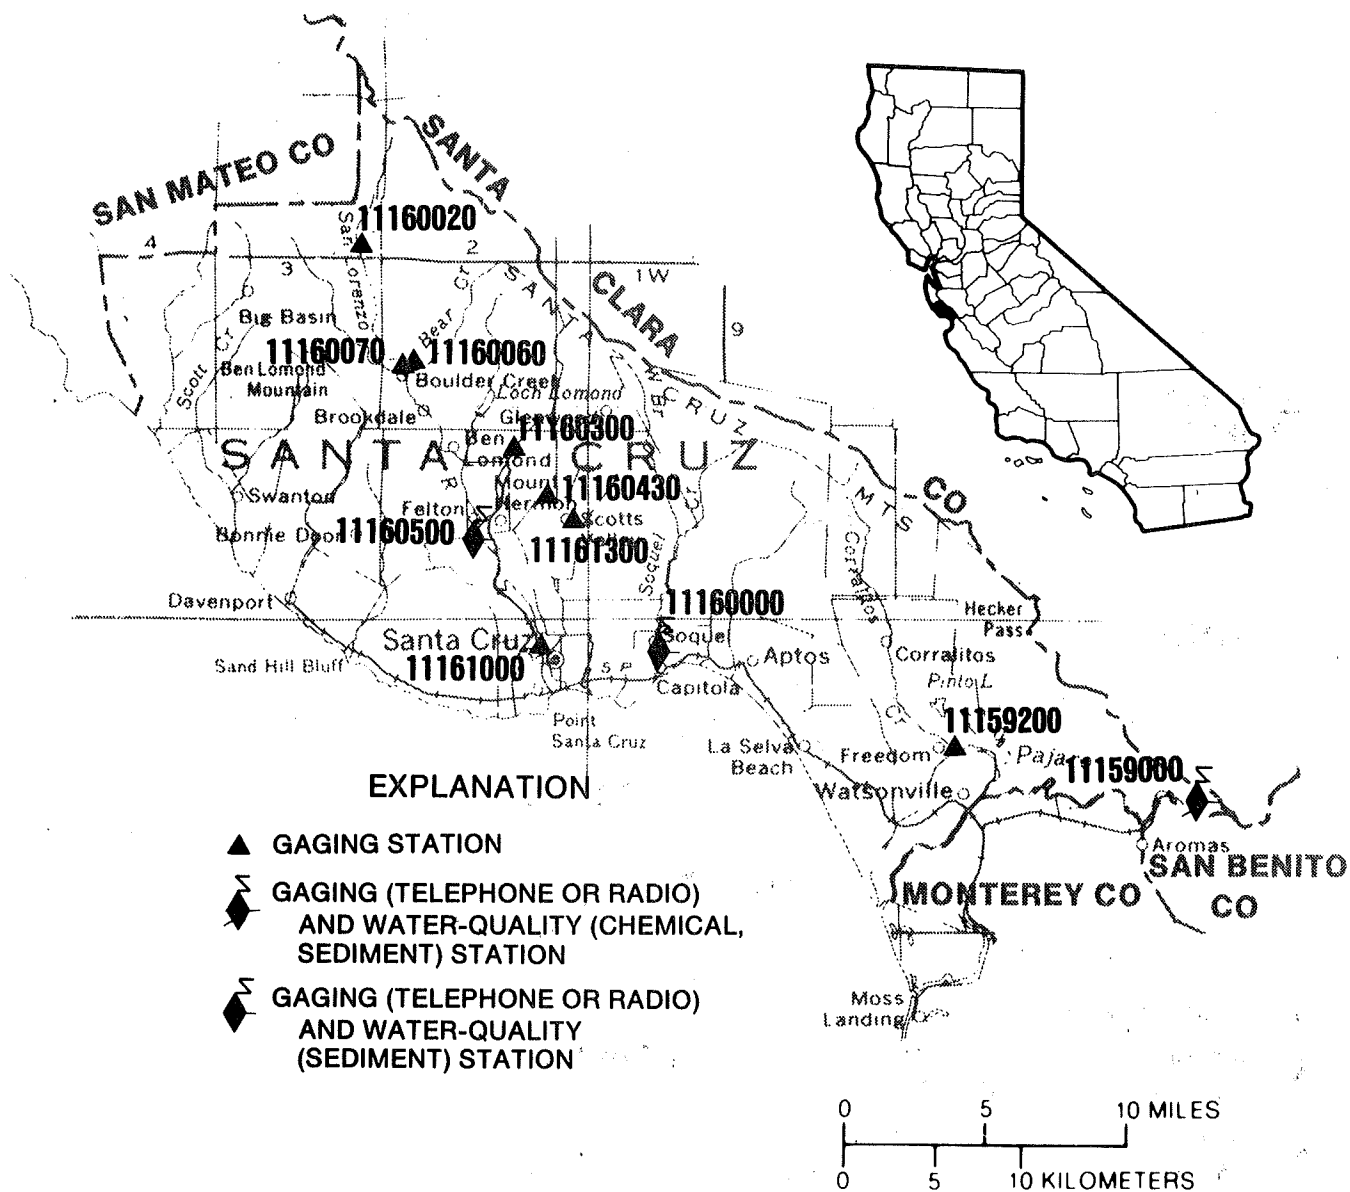 SAN MATEO CO
SANTA
CLARA
CO
11160020
San Lorenzo
R
4
3
2
1W
9
SANTA
CRUZ
MTS
Big Basin
Scott Cr
Bear Cr
11160070
11160060
Ben Lomond
Mountain
Boulder Creek
Loch Lomond
W Br
Brookdale
11160300
SANTA CRUZ
Ben
Lomond
Swanton
Mount
Hermon
11160430
Felton
Scotts
Bonnie Doon
11160500
11161300
Soquel
Cr
Corralitos
Cr
Davenport
11160000
Hecker
Pass
Santa Cruz
Soquel
Sand Hill Bluff
11161000
S P
Aptos
Corralitos
Capitola
Pinto L
Point
Santa Cruz
La Selva
Beach
11159200
Freedom
11159000
Watsonville
Aromas
SAN BENITO
CO
MONTEREY CO
Moss
Landing
EXPLANATION
GAGING STATION
GAGING (TELEPHONE OR RADIO)
AND WATER-QUALITY (CHEMICAL,
SEDIMENT) STATION
GAGING (TELEPHONE OR RADIO)
AND WATER-QUALITY
(SEDIMENT) STATION
0 5 10 MILES
0 5 10 KILOMETERS